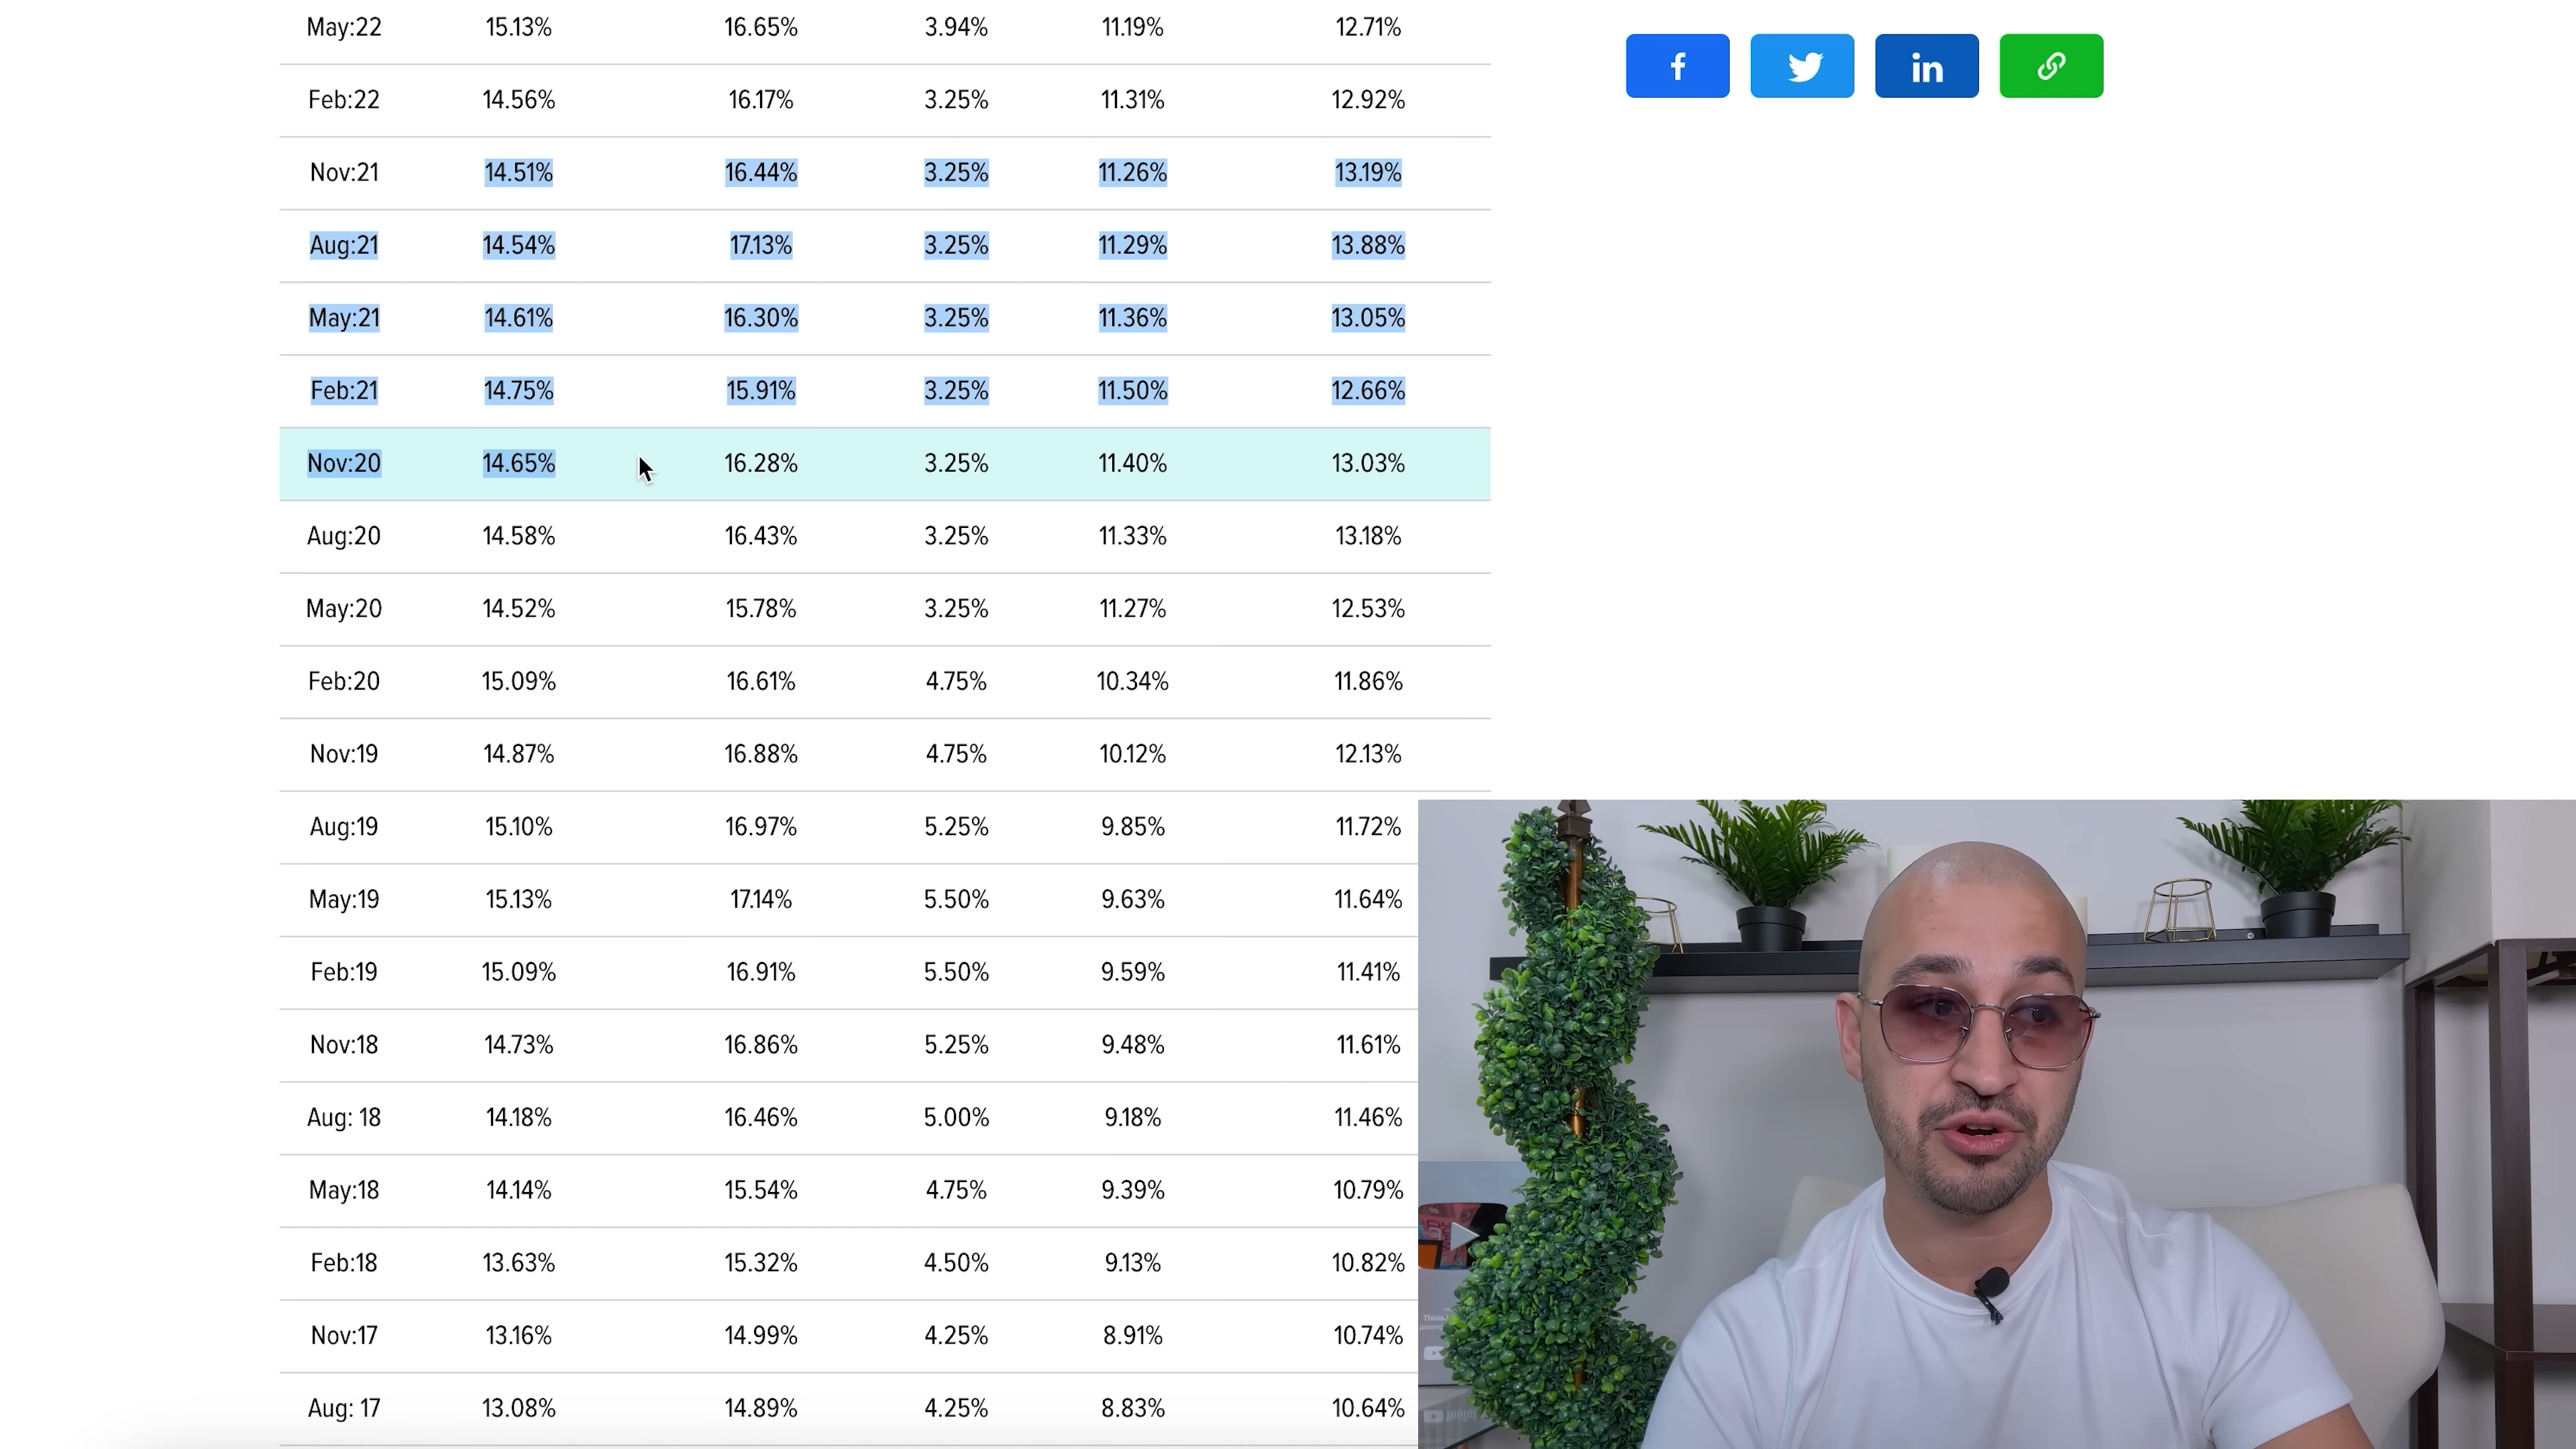 May:22 15.13% 16.65% 3.94% 11.19% 12.71%
Feb:22 14.56% 16.17% 3.25% 11.31% 12.92%
Nov:21 14.51% 16.44% 3.25% 11.26% 13.19%
Aug:21 14.54% 17.13% 3.25% 11.29% 13.88%
May:21 14.61% 16.30% 3.25% 11.36% 13.05%
Feb:21 14.75% 15.91% 3.25% 11.50% 12.66%
Nov:20 14.65% 16.28% 3.25% 11.40% 13.03%
Aug:20 14.58% 16.43% 3.25% 11.33% 13.18%
May:20 14.52% 15.78% 3.25% 11.27% 12.53%
Feb:20 15.09% 16.61% 4.75% 10.34% 11.86%
Nov:19 14.87% 16.88% 4.75% 10.12% 12.13%
Aug:19 15.10% 16.97% 5.25% 9.85% 11.72%
May:19 15.13% 17.14% 5.50% 9.63% 11.64%
Feb:19 15.09% 16.91% 5.50% 9.59% 11.41%
Nov:18 14.73% 16.86% 5.25% 9.48% 11.61%
Aug: 18 14.18% 16.46% 5.00% 9.18% 11.46%
May:18 14.14% 15.54% 4.75% 9.39% 10.79%
Feb:18 13.63% 15.32% 4.50% 9.13% 10.82%
Nov:17 13.16% 14.99% 4.25% 8.91% 10.74%
Aug: 17 13.08% 14.89% 4.25% 8.83% 10.64%
f in